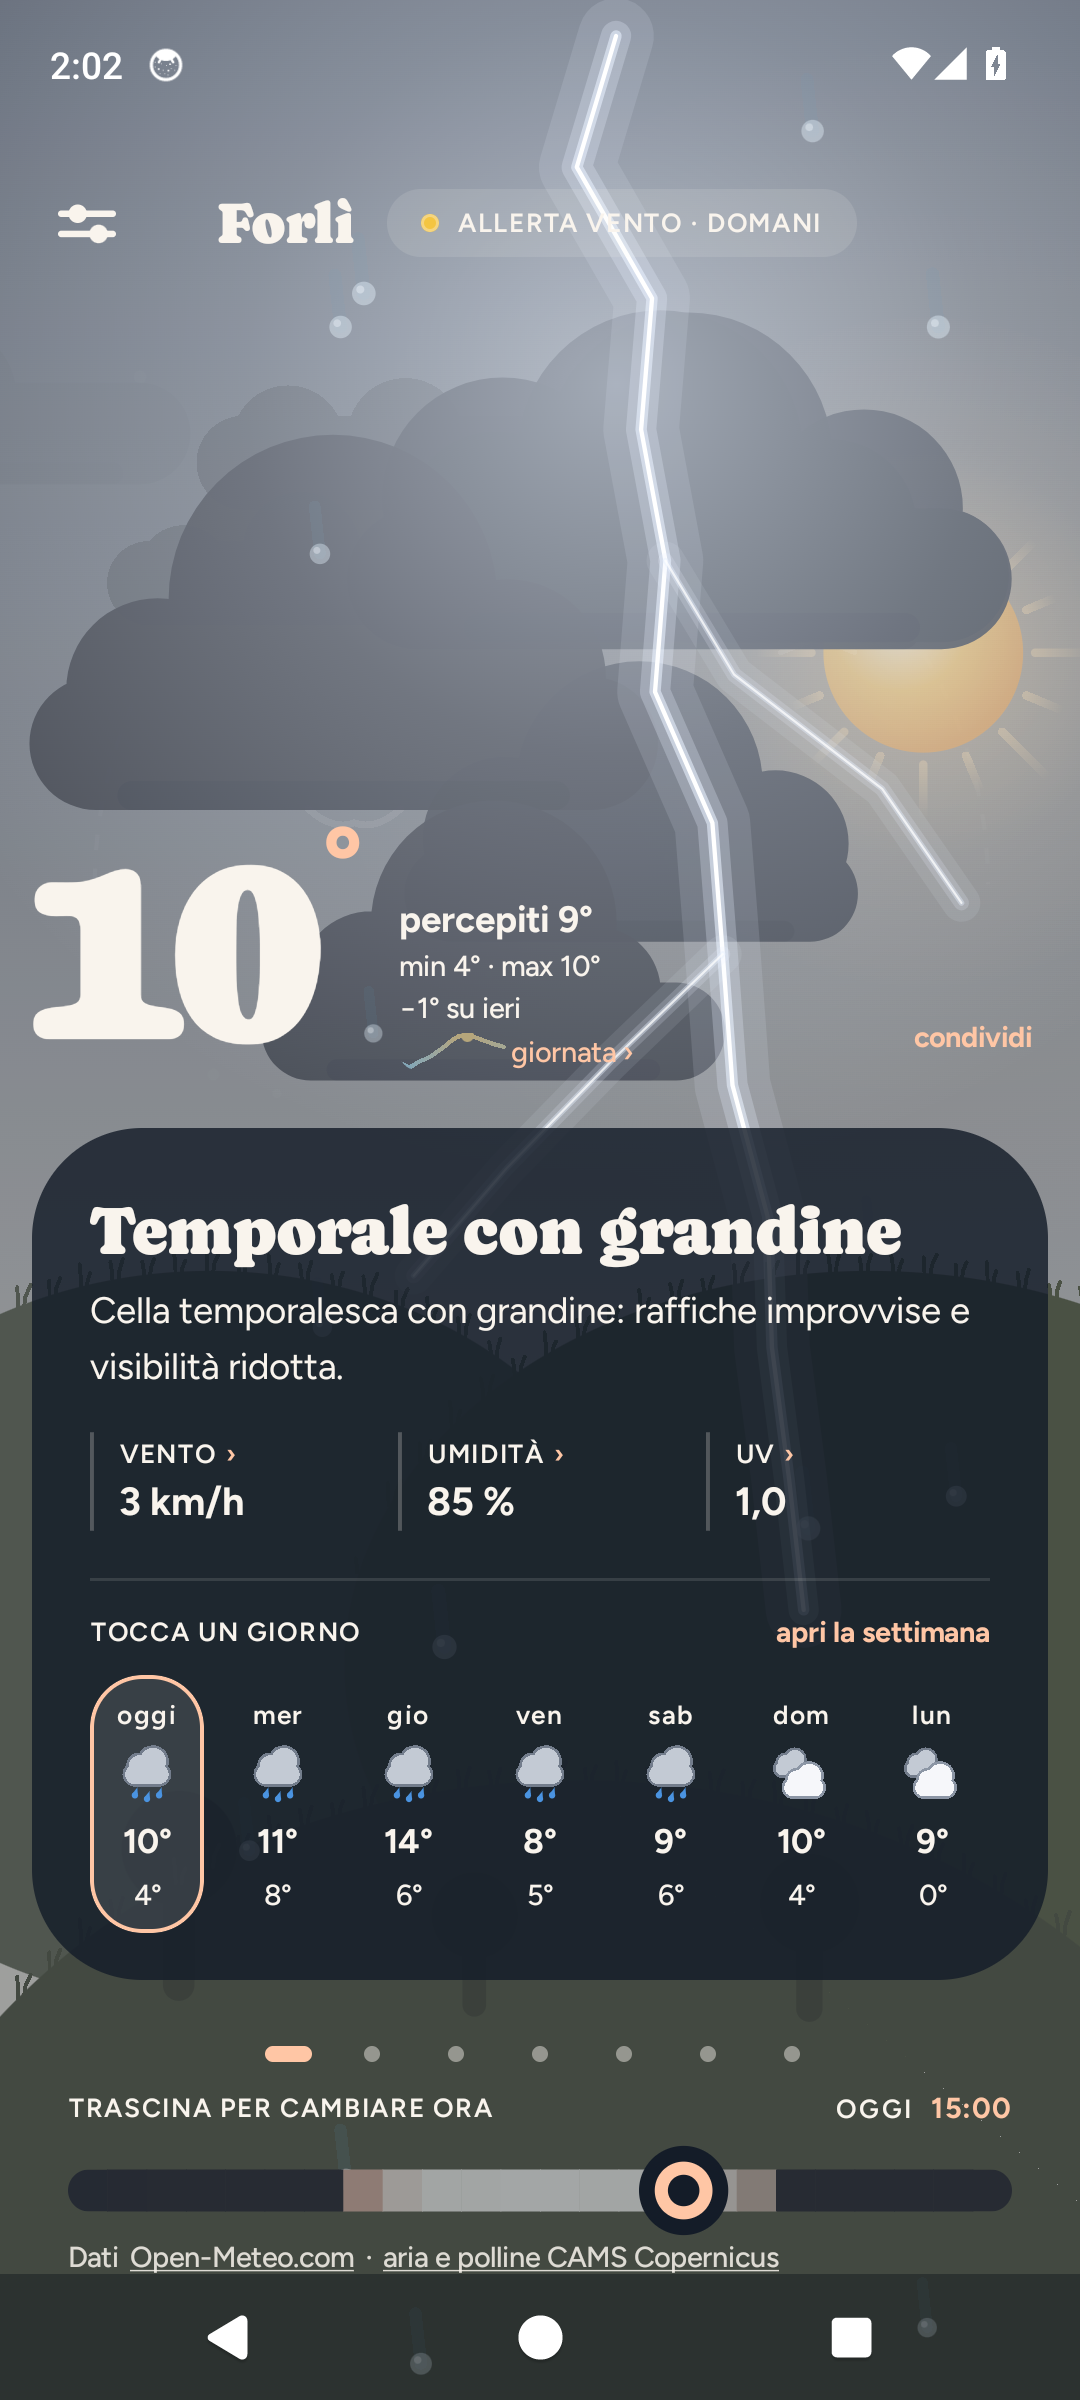 2:02
Forlì
ALLERTA VENTO · DOMANI
10°
percepiti 9°
min 4° · max 10°
−1° su ieri
giornata ›
condividi
Temporale con grandine
Cella temporalesca con grandine: raffiche improvvise e
visibilità ridotta.
VENTO › UMIDITÀ › UV ›
3 km/h 85 % 1,0
TOCCA UN GIORNO apri la settimana
oggi mer gio ven sab dom lun
10° 11° 14° 8° 9° 10° 9°
4° 8° 6° 5° 6° 4° 0°
TRASCINA PER CAMBIARE ORA OGGI 15:00
Dati Open-Meteo.com · aria e polline CAMS Copernicus